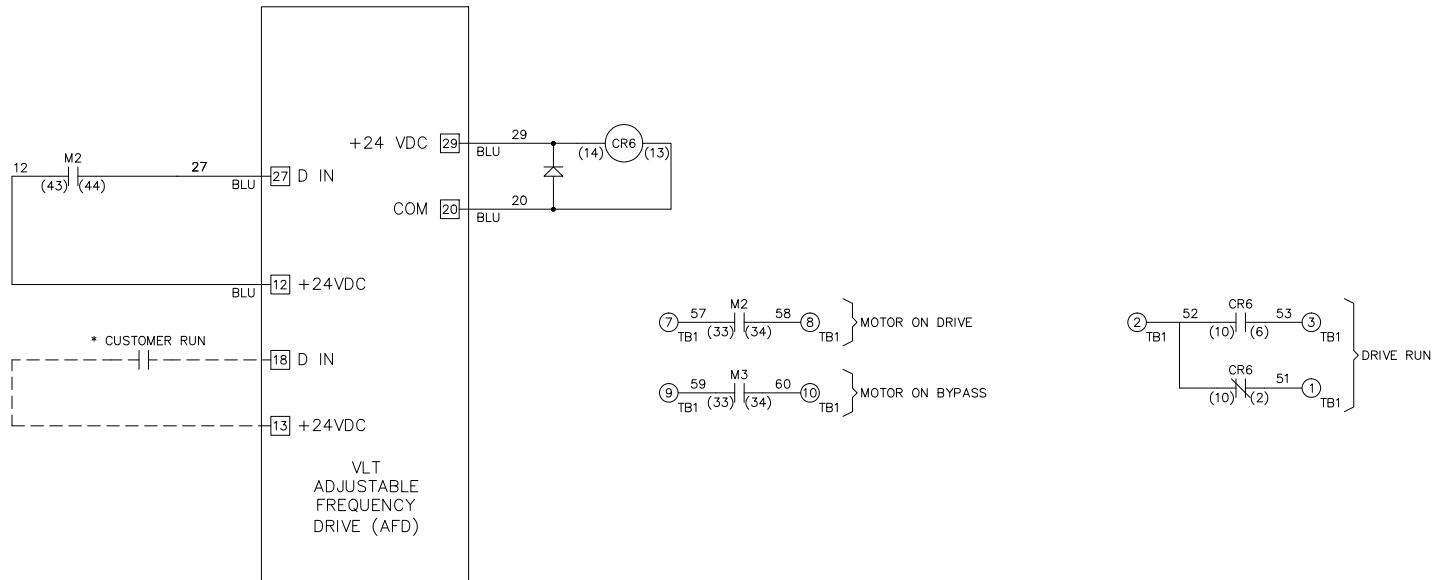 +24 VDC 29 29 BLU (14) CR6 (13)
12 M2 (43) (44) 27 BLU 27 D IN
COM 20 20 BLU
BLU 12 +24VDC
* CUSTOMER RUN 18 D IN
13 +24VDC
VLT
ADJUSTABLE
FREQUENCY
DRIVE (AFD)
7 TB1 57 M2 (33) (34) 58 8 TB1 MOTOR ON DRIVE
9 TB1 59 M3 (33) (34) 60 10 TB1 MOTOR ON BYPASS
2 TB1 52 CR6 (10) (6) 53 3 TB1
DRIVE RUN
CR6 (10) (2) 51 1 TB1